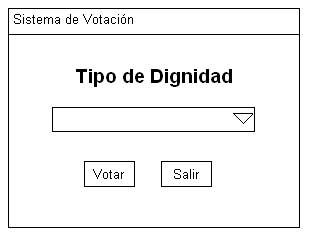 Sistema de Votación
Tipo de Dignidad
Votar Salir